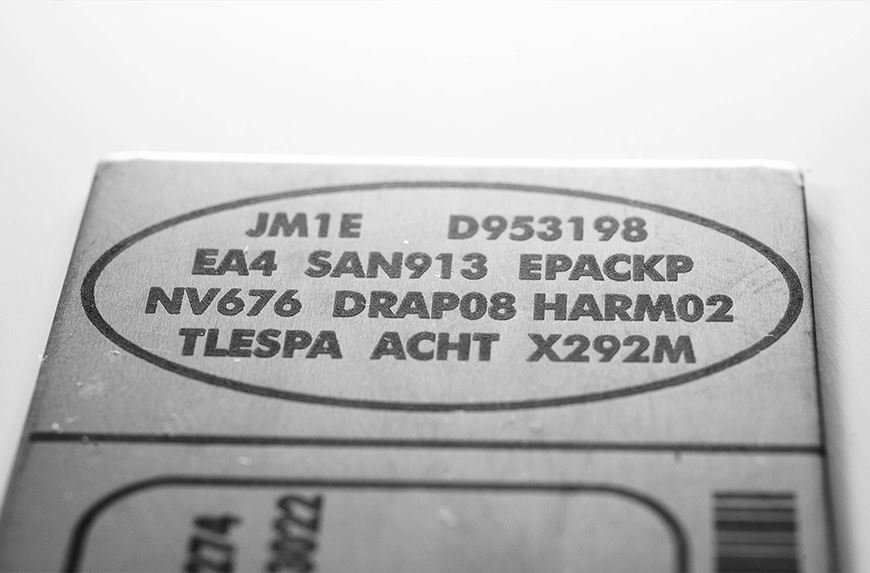 JM1E D953198
EA4 SAN913 EPACKP
NV676 DRAP08 HARM02
TLESPA ACHT X292M